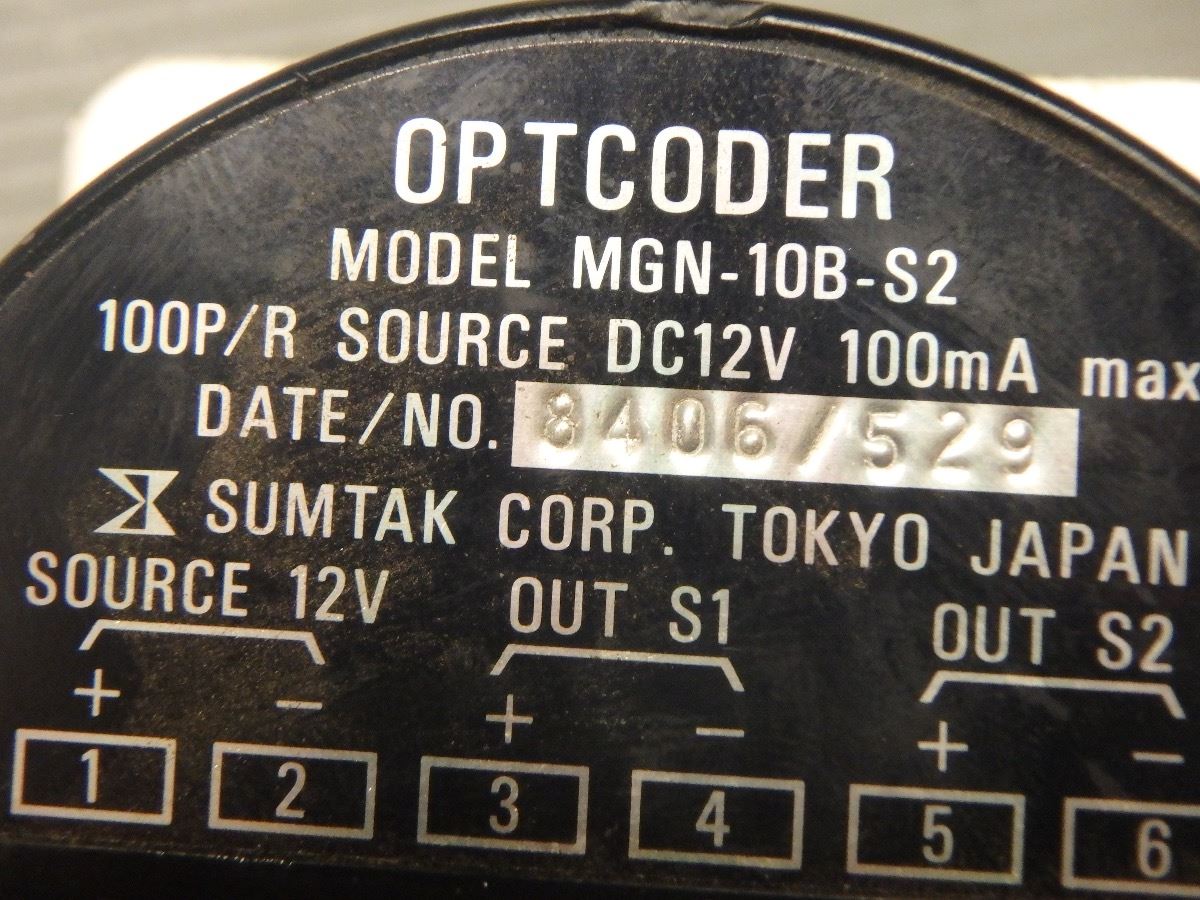 OPTCODER
MODEL MGN-10B-S2
100P/R SOURCE DC12V 100mA max
DATE/NO. 8406/529
SUMTAK CORP. TOKYO JAPAN
SOURCE 12V OUT S1 OUT S2
+ - + - + -
1 2 3 4 5 6